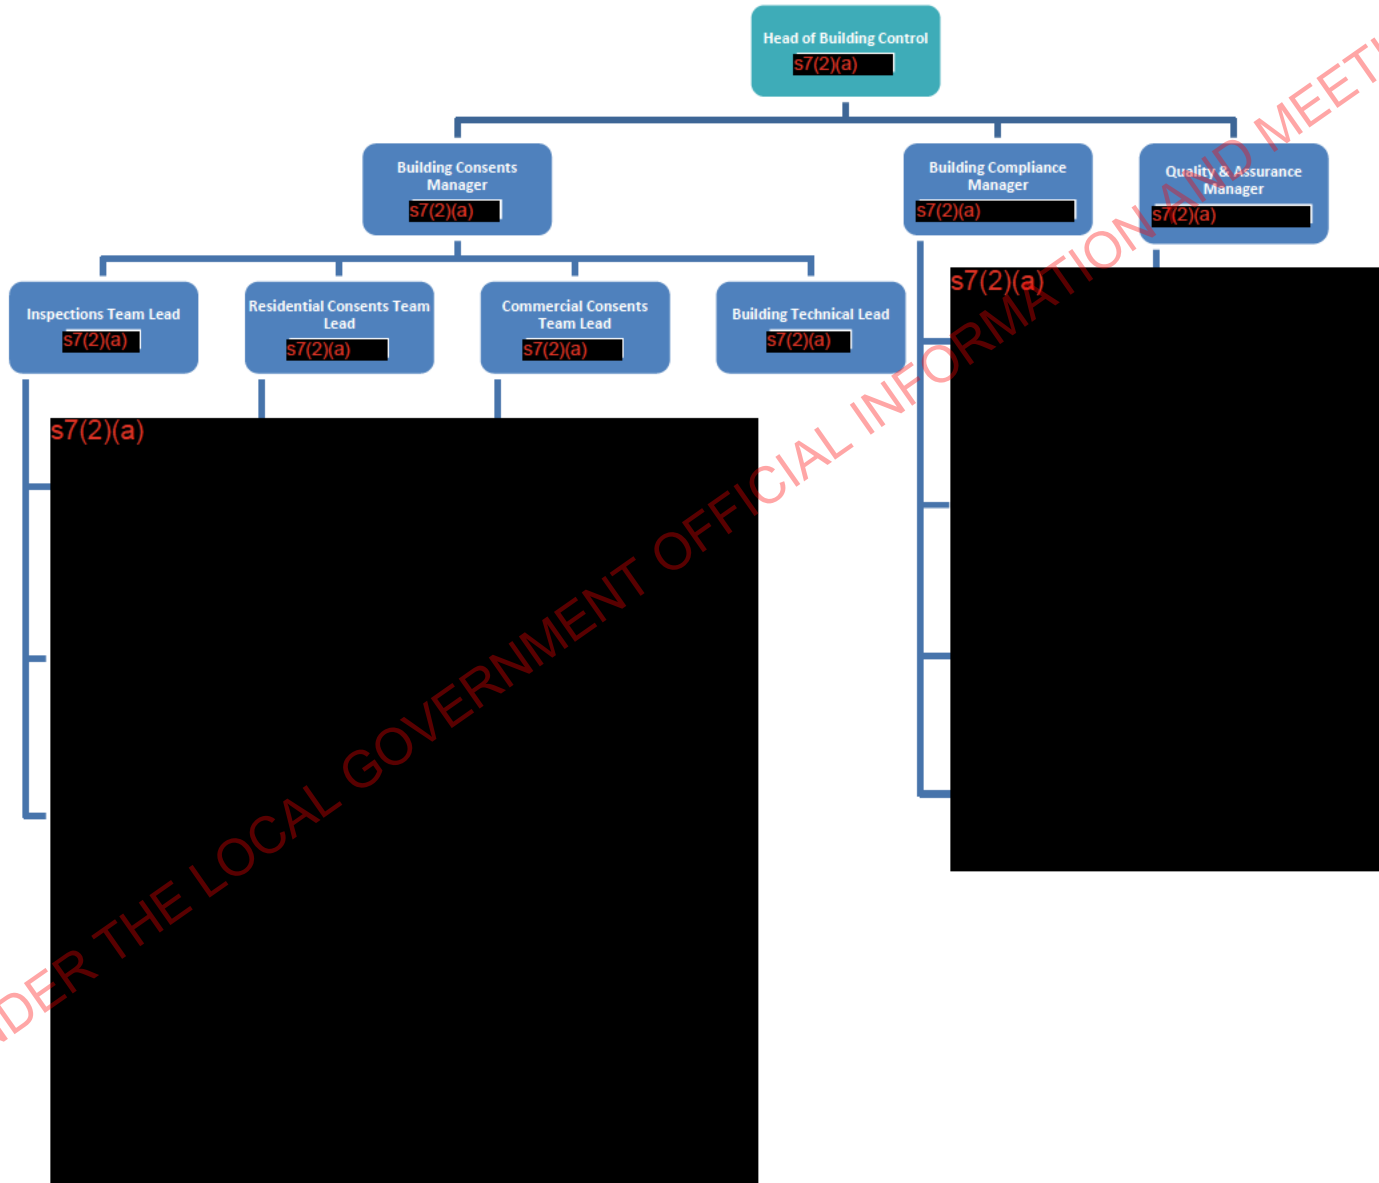 Head of Building Control
s7(2)(a)
Building Consents
Manager
s7(2)(a)
Building Compliance
Manager
s7(2)(a)
Quality & Assurance
Manager
s7(2)(a)
Inspections Team Lead
s7(2)(a)
Residential Consents Team
Lead
s7(2)(a)
Commercial Consents
Team Lead
s7(2)(a)
Building Technical Lead
s7(2)(a)
s7(2)(a)
s7(2)(a)
NDER THE LOCAL GOVERNMENT OFFICIAL INFORMATION AND MEETI